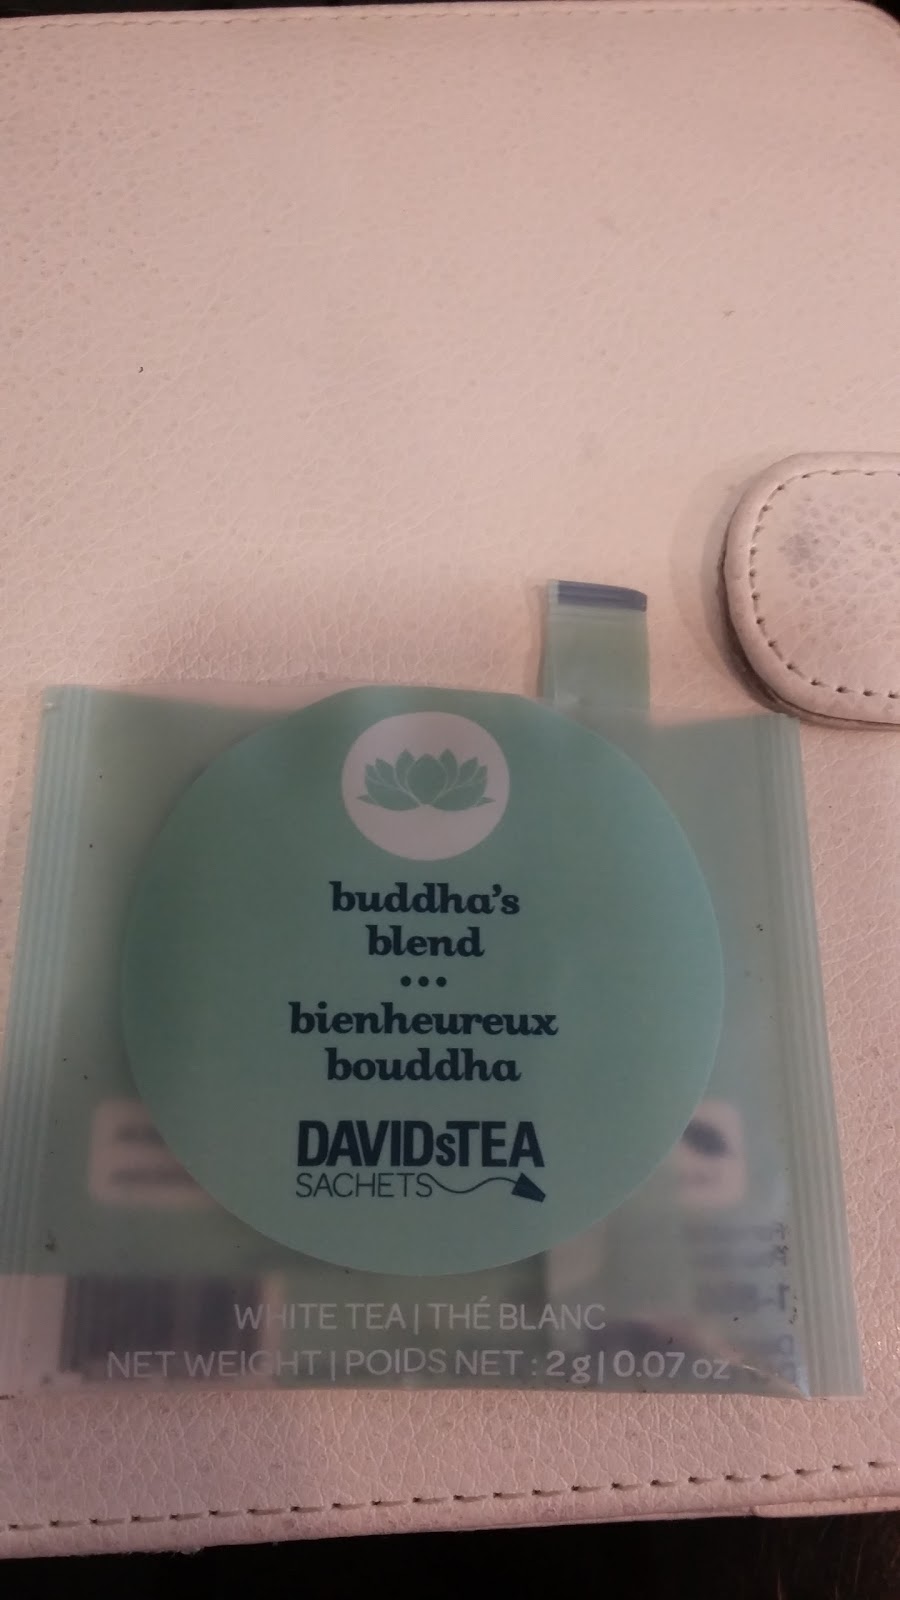 buddha's
blend
•••
bienheureux
bouddha
DAVIDsTEA
SACHETS
WHITE TEA | THÉ BLANC
NET WEIGHT | POIDS NET : 2 g | 0.07 oz